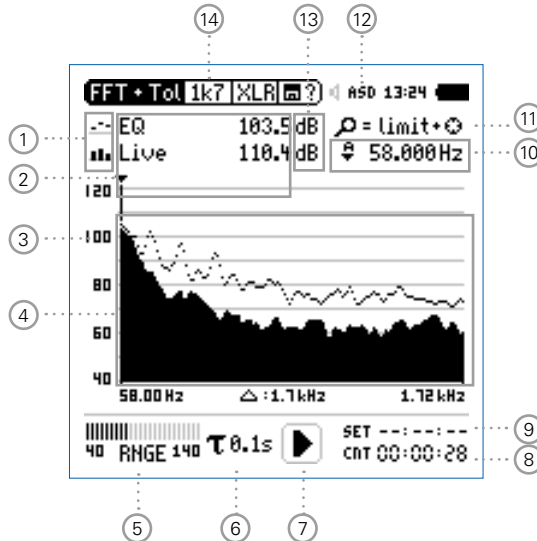 14 13 12
FFT + Tol 1k7 XLR ? ASD 13:24
1 EQ 103.5 dB = limit+ 11
Live 110.4 dB 58.000Hz 10
2
120
3 100
80
4
60
40
58.00 Hz △:1.7kHz 1.72kHz
40 RNGE 140 τ 0.1s SET --:--:-- 9
CNT 00:00:28 8
5 6 7